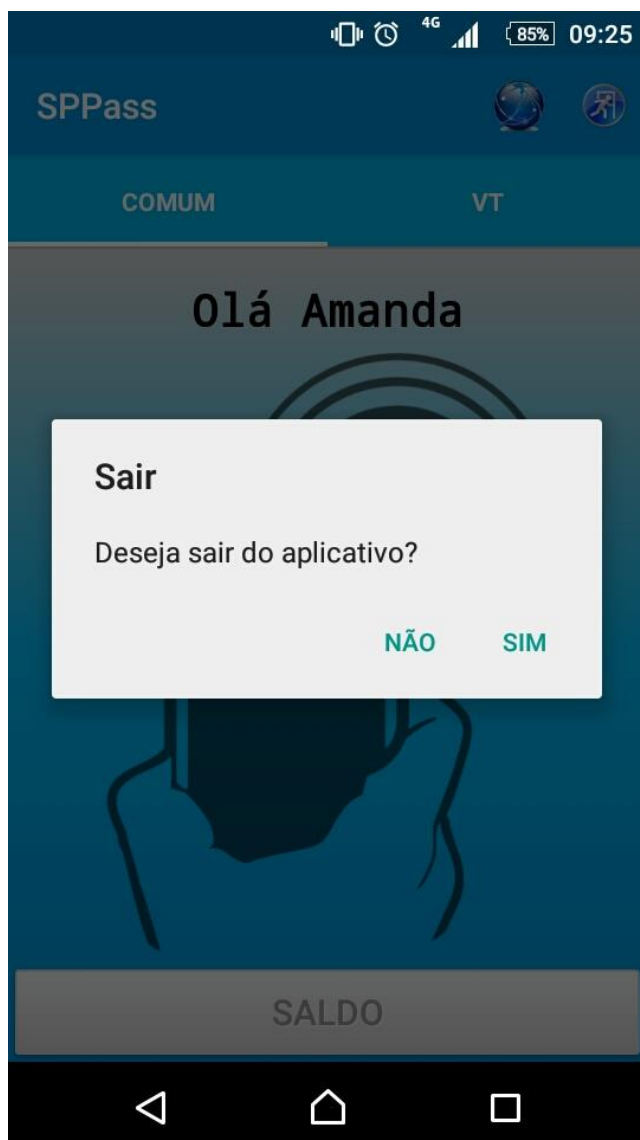 4G 85% 09:25
SPPass
COMUM VT
Olá Amanda
Sair
Deseja sair do aplicativo?
NÃO SIM
SALDO